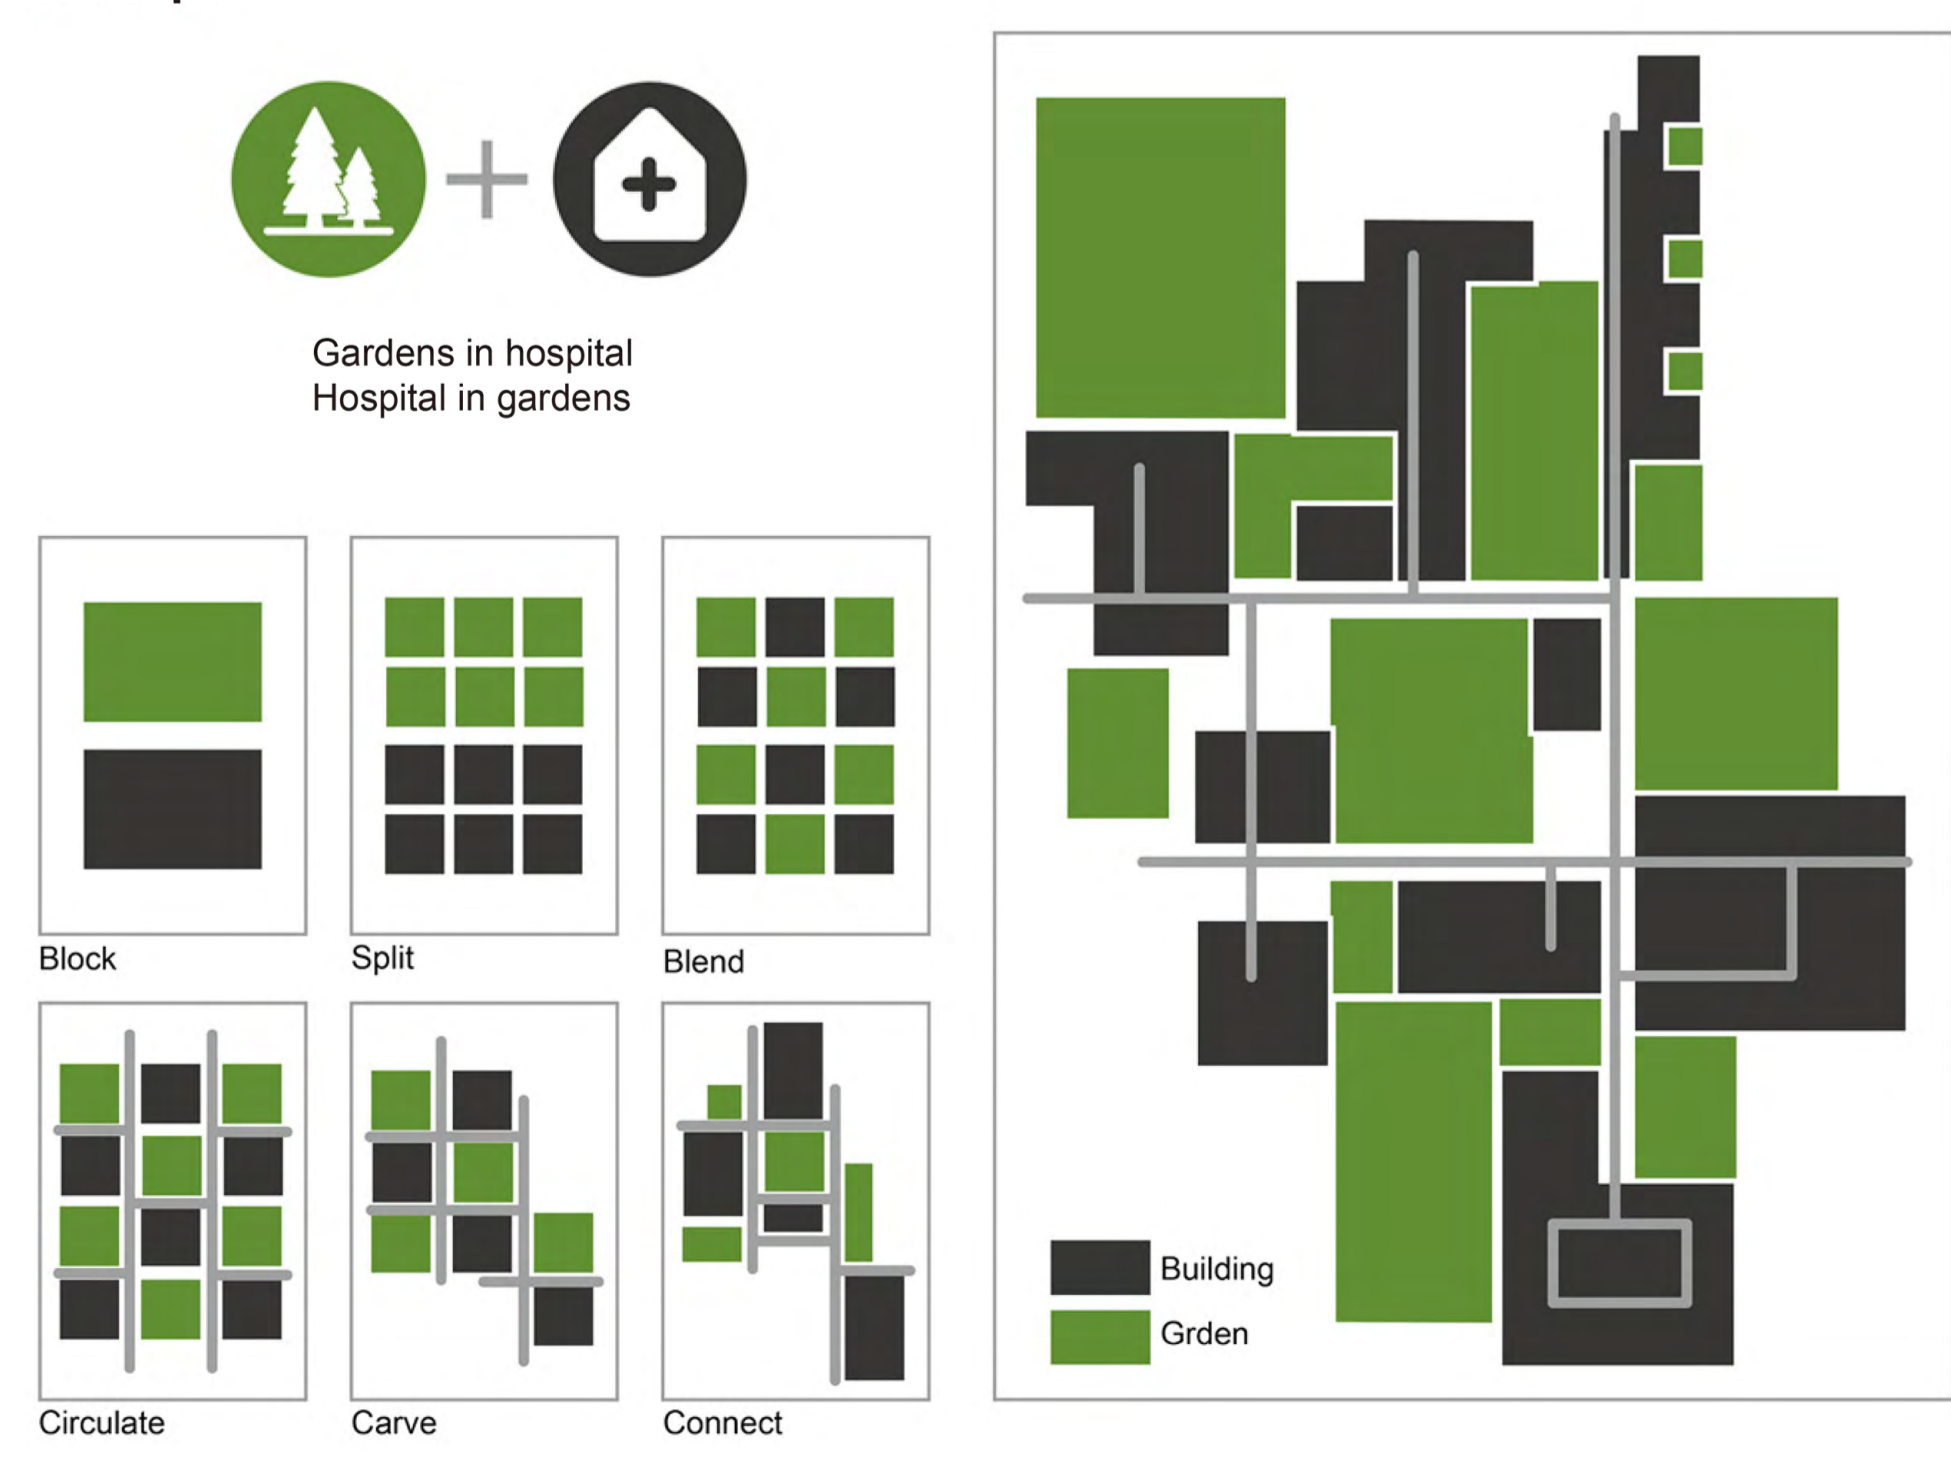 Gardens in hospital
Hospital in gardens
Block
Split
Blend
Circulate
Carve
Connect
Building
Grden